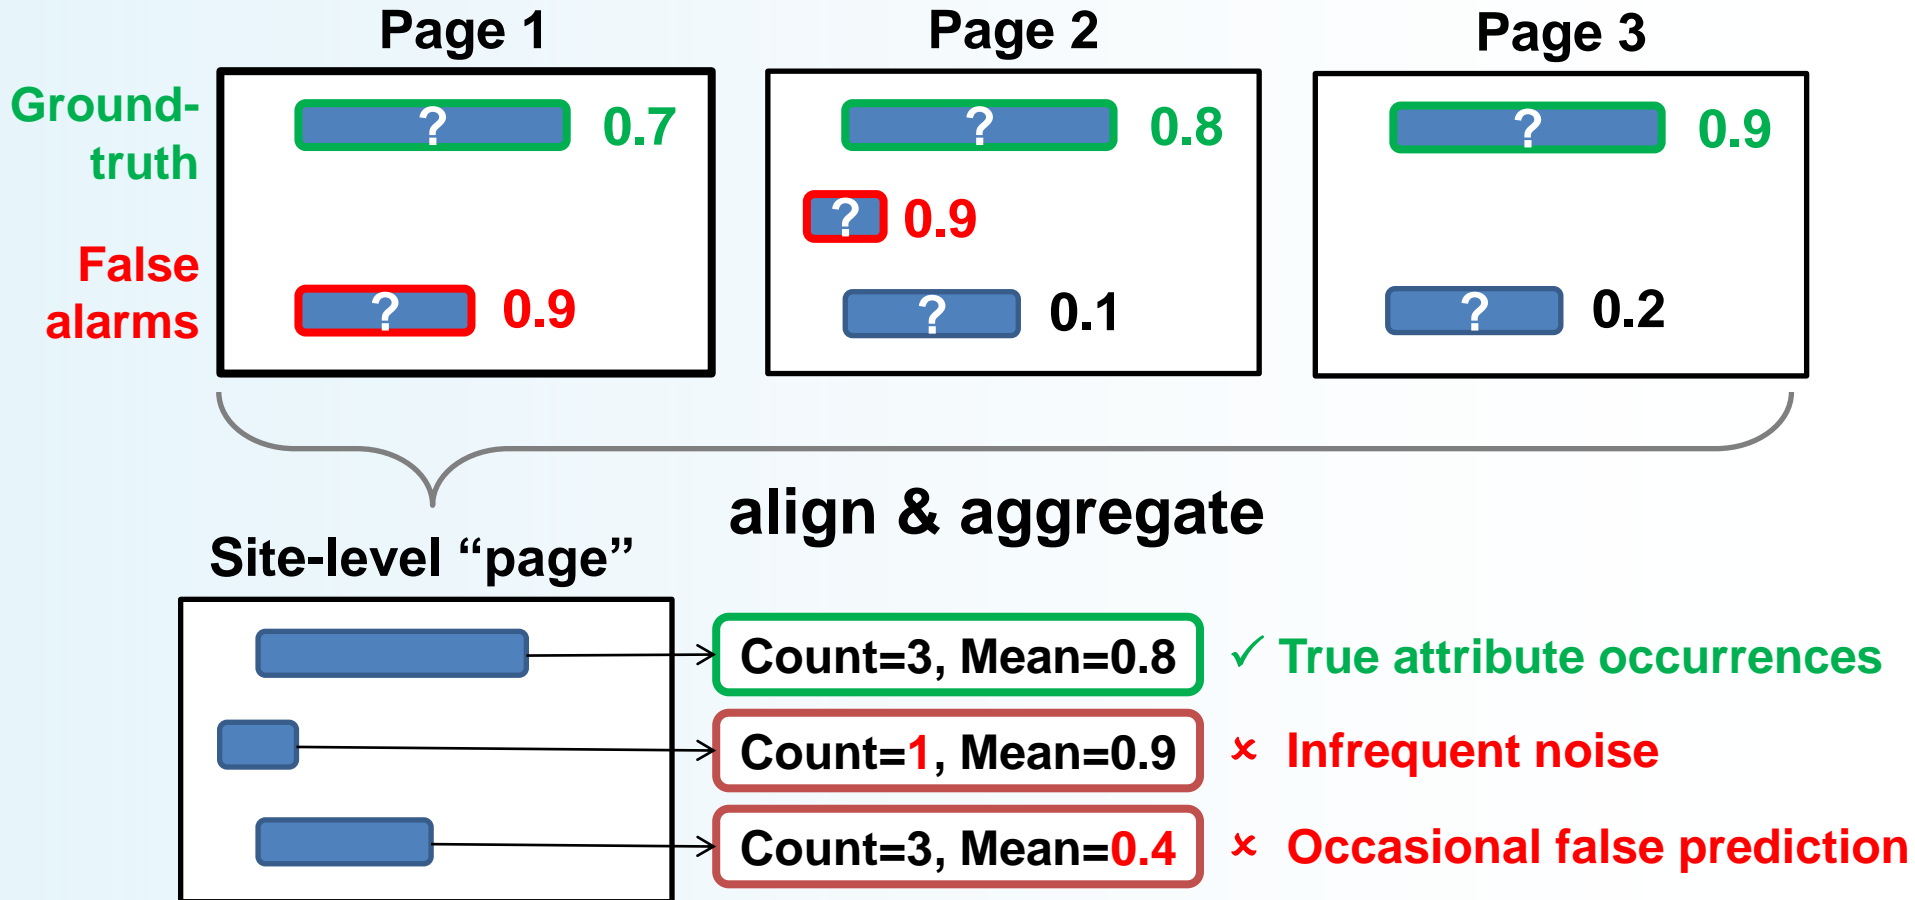 Page 1
Page 2
Page 3
Ground-
truth
? 0.7
? 0.8
? 0.9
? 0.9
False
alarms
? 0.9
? 0.1
? 0.2
align & aggregate
Site-level “page”
Count=3, Mean=0.8 ✓ True attribute occurrences
Count=1, Mean=0.9 × Infrequent noise
Count=3, Mean=0.4 × Occasional false prediction